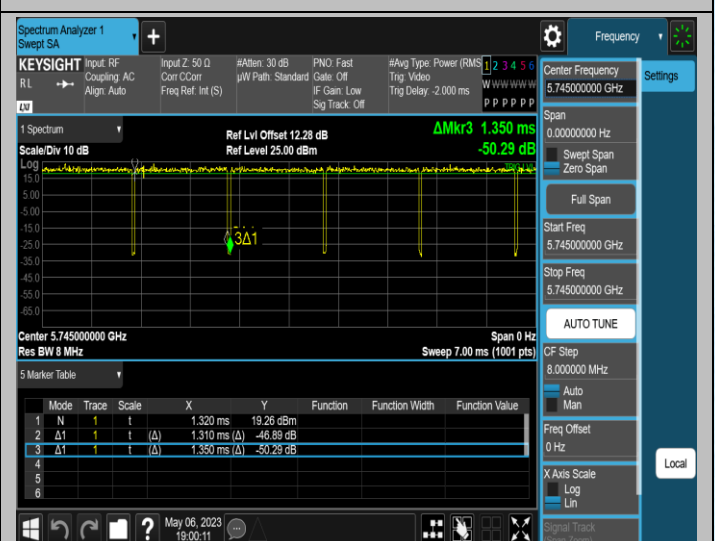 Spectrum Analyzer 1
Swept SA
+
Frequency
KEYSIGHT
RL
LXI
Input: RF
Coupling: AC
Align: Auto
Input Z: 50 Ω
Corr CCorr
Freq Ref: Int (S)
#Atten: 30 dB
µW Path: Standard
PNO: Fast
Gate: Off
IF Gain: Low
Sig Track: Off
#Avg Type: Power (RMS
Trig: Video
Trig Delay: -2.000 ms
1 2 3 4 5 6
W W W W W W
P P P P P P
1 Spectrum
Scale/Div 10 dB
Ref Lvl Offset 12.28 dB
Ref Level 25.00 dBm
ΔMkr3 1.350 ms
-50.29 dB
Log
15.0
5.00
-5.00
-15.0
-25.0
-35.0
-45.0
-55.0
-65.0
TRIG LVL
3Δ1
Center 5.745000000 GHz
Res BW 8 MHz
Span 0 Hz
Sweep 7.00 ms (1001 pts)
5 Marker Table
Mode Trace Scale X Y Function Function Width Function Value
1 N 1 t 1.320 ms 19.26 dBm
2 Δ1 1 t (Δ) 1.310 ms (Δ) -46.89 dB
3 Δ1 1 t (Δ) 1.350 ms (Δ) -50.29 dB
4
5
6
Center Frequency
5.745000000 GHz
Span
0.00000000 Hz
Swept Span
Zero Span
Full Span
Start Freq
5.745000000 GHz
Stop Freq
5.745000000 GHz
AUTO TUNE
CF Step
8.000000 MHz
Auto
Man
Freq Offset
0 Hz
X Axis Scale
Log
Lin
Signal Track
(Span Zoom)
Settings
Local
?
May 06, 2023
19:00:11